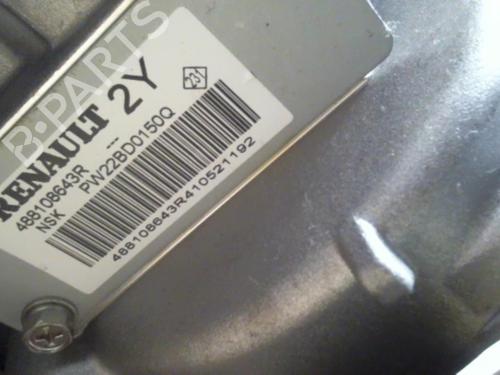 RENAULT 2Y
488108643R ---
NSK PW22BD0150Q
488108643R410521192
B-PARTS